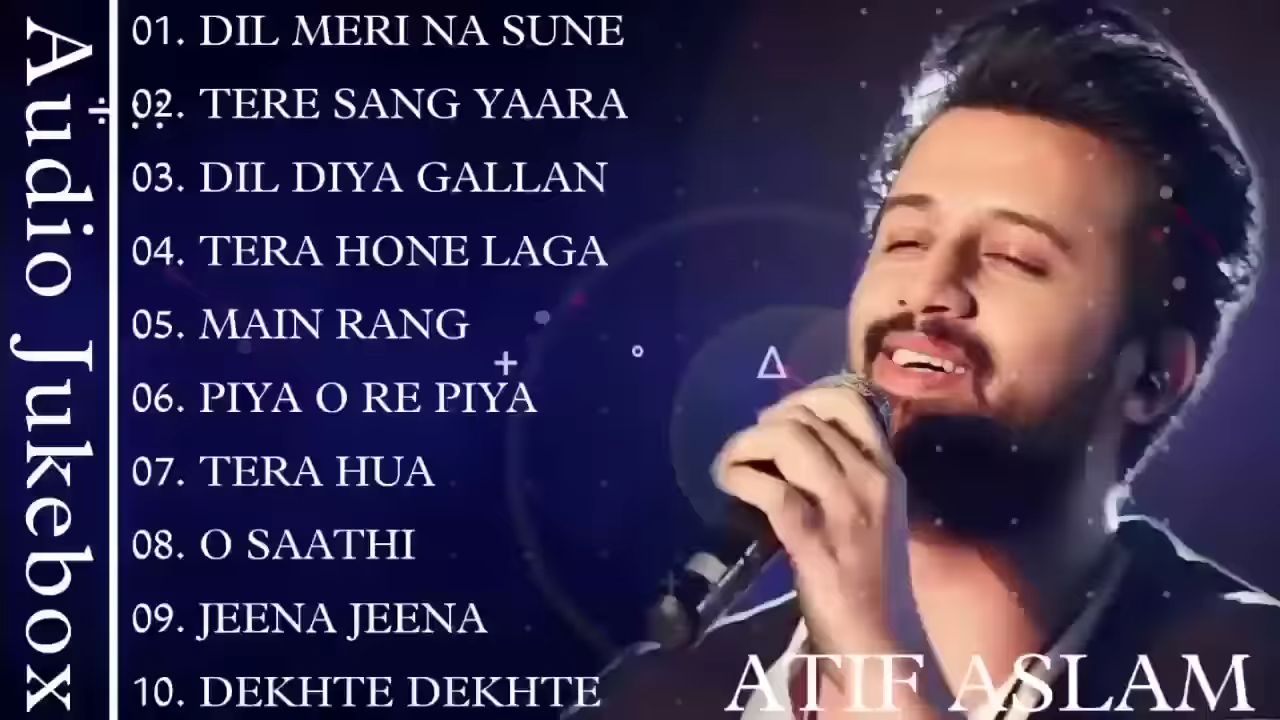 Audio Jukebox
01. DIL MERI NA SUNE
02. TERE SANG YAARA
03. DIL DIYA GALLAN
04. TERA HONE LAGA
05. MAIN RANG
06. PIYA O RE PIYA
07. TERA HUA
08. O SAATHI
09. JEENA JEENA
10. DEKHTE DEKHTE
ATIF ASLAM